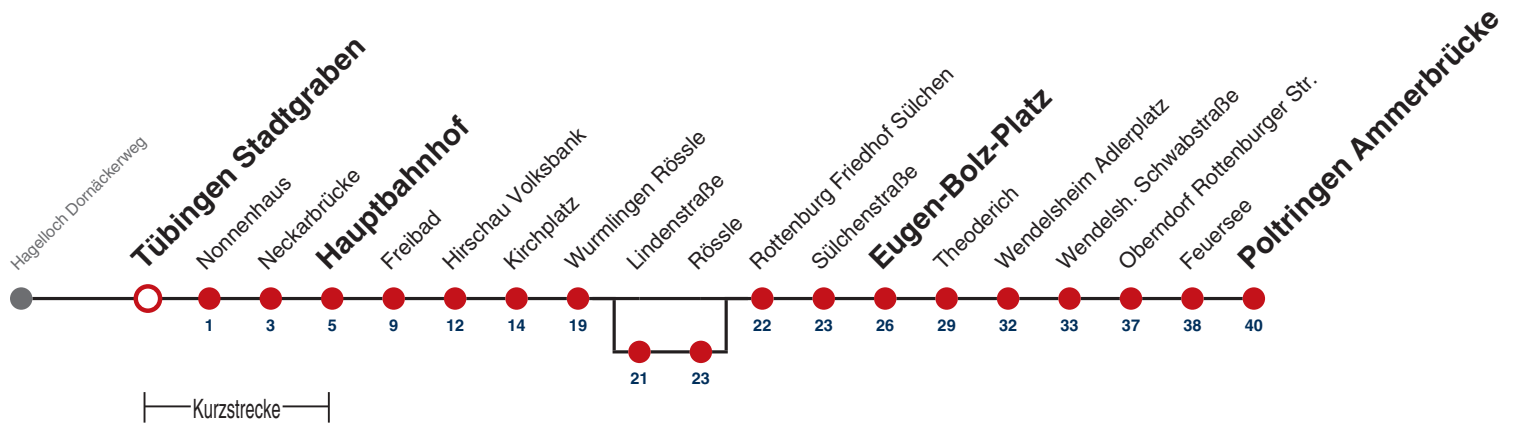 Hagelloch Dornäckerweg
Tübingen Stadtgraben
Nonnenhaus
Neckarbrücke
Hauptbahnhof
Freibad
Hirschau Volksbank
Kirchplatz
Wurmlingen Rössle
Lindenstraße
Rössle
Rottenburg Friedhof Sülchen
Sülchenstraße
Eugen-Bolz-Platz
Theoderich
Wendelsheim Adlerplatz
Wendelsh. Schwabstraße
Oberndorf Rottenburger Str.
Feuersee
Poltringen Ammerbrücke
1 3 5 9 12 14 19 22 23 26 29 32 33 37 38 40
21 23
Kurzstrecke